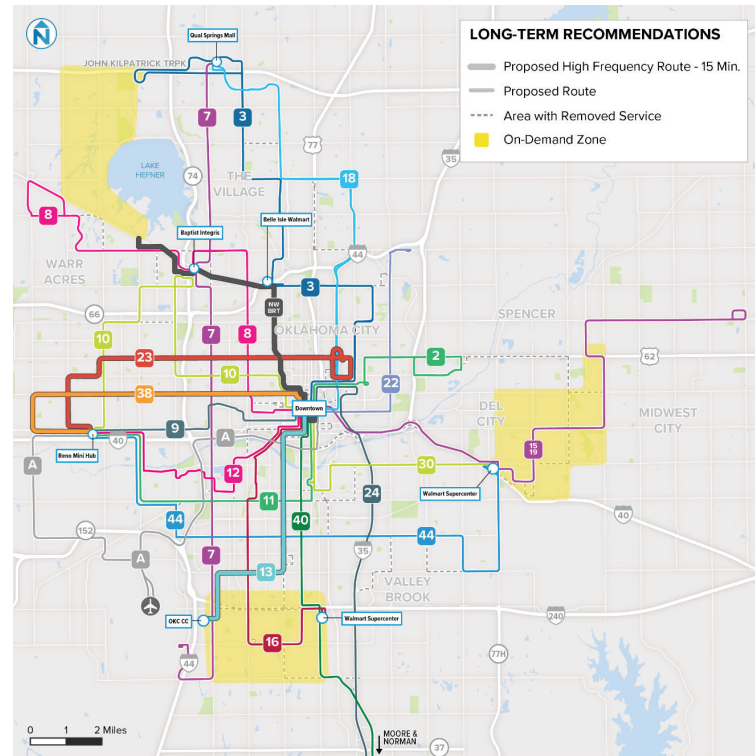 N
Qual Springs Mall
JOHN KILPATRICK TRPK
LONG-TERM RECOMMENDATIONS
Proposed High Frequency Route - 15 Min.
Proposed Route
Area with Removed Service
On-Demand Zone
7
3
77
35
LAKE
HEFNER
74
THE
VILLAGE
18
8
Baptist Integris
Belle Isle Walmart
44
WARR
ACRES
66
3
NW
BRT
SPENCER
10
7
8
OKLAHOMA CITY
23
10
2
62
38
22
DEL
CITY
MIDWEST
CITY
Downtown
9
A
Reno Mini Hub
40
15
19
A
12
30
Walmart Supercenter
11
24
40
40
44
152
44
A
7
35
13
VALLEY
BROOK
OKC CC
Walmart Supercenter
240
16
44
77H
0 1 2 Miles
MOORE &
NORMAN
37